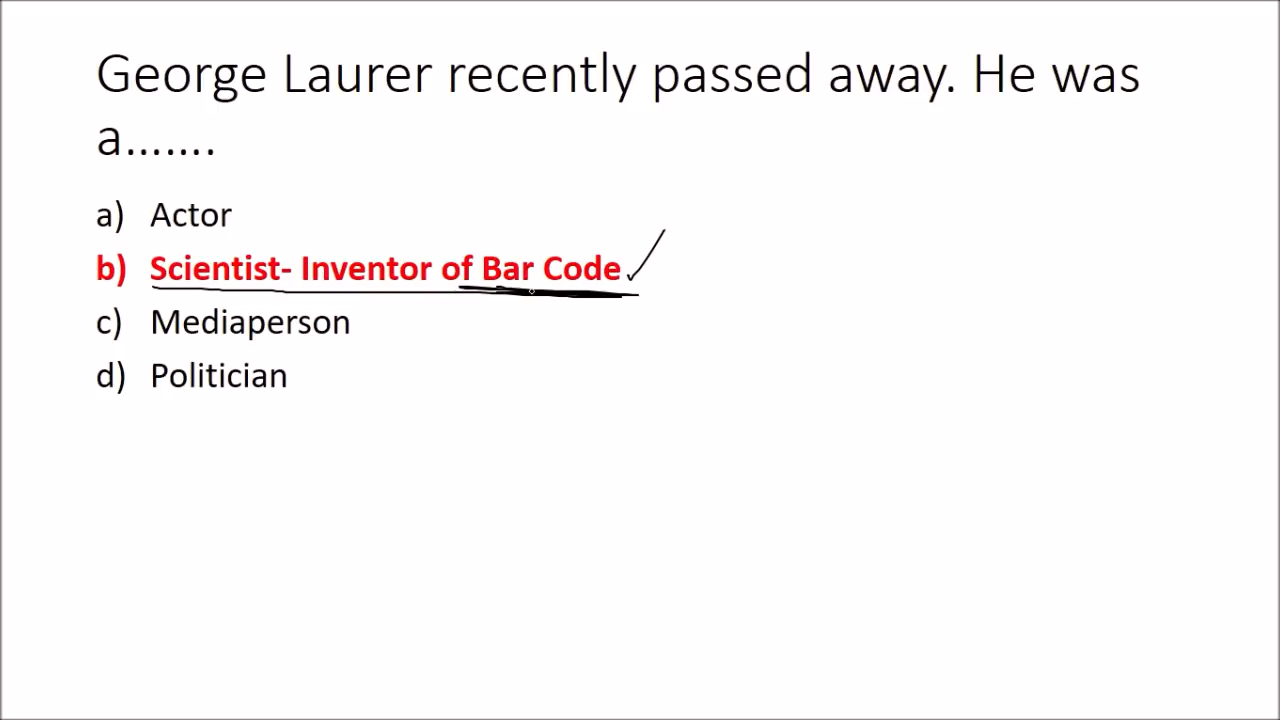 George Laurer recently passed away. He was
a.......
a) Actor
b) Scientist- Inventor of Bar Code
c) Mediaperson
d) Politician